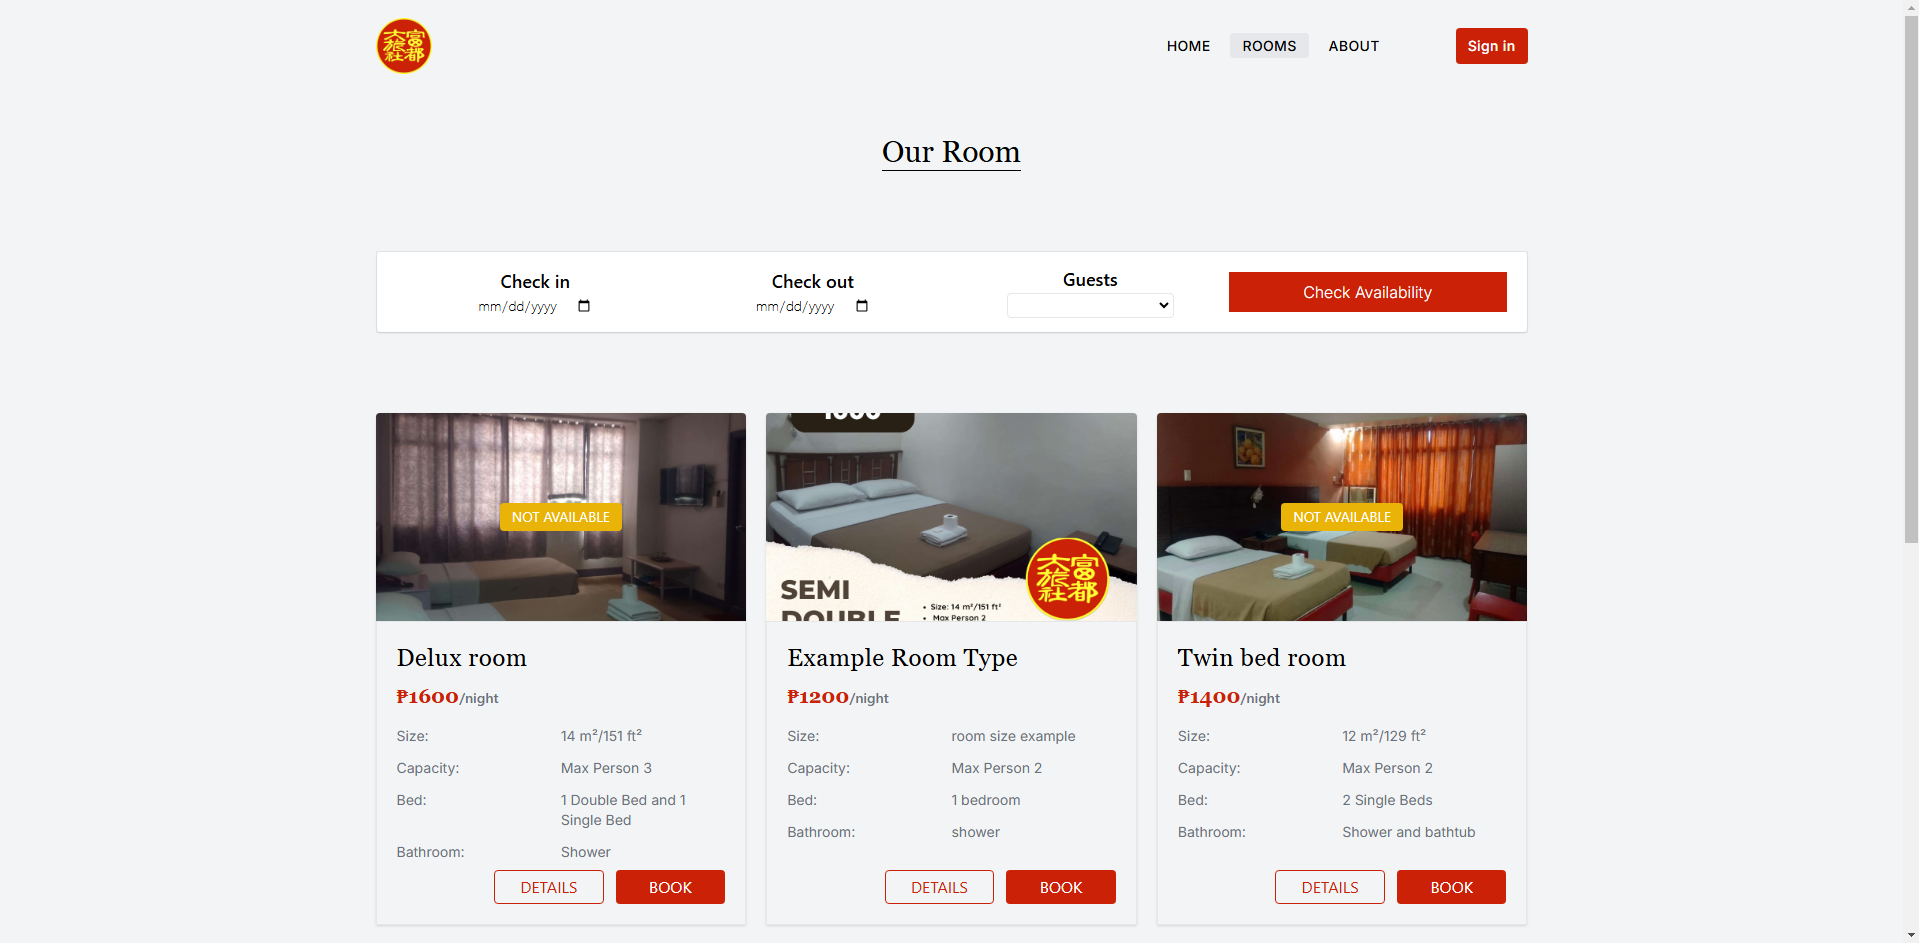 大旅社
富都
HOME
ROOMS
ABOUT
Sign in
Our Room
Check in
mm/dd/yyyy
Check out
mm/dd/yyyy
Guests
Check Availability
NOT AVAILABLE
SEMI
DOUBLE
• Size: 14 m²/151 ft²
• Max Person 2
大旅社
富都
NOT AVAILABLE
Delux room
₱1600/night
Size: 14 m²/151 ft²
Capacity: Max Person 3
Bed: 1 Double Bed and 1
Single Bed
Bathroom: Shower
DETAILS
BOOK
Example Room Type
₱1200/night
Size: room size example
Capacity: Max Person 2
Bed: 1 bedroom
Bathroom: shower
DETAILS
BOOK
Twin bed room
₱1400/night
Size: 12 m²/129 ft²
Capacity: Max Person 2
Bed: 2 Single Beds
Bathroom: Shower and bathtub
DETAILS
BOOK